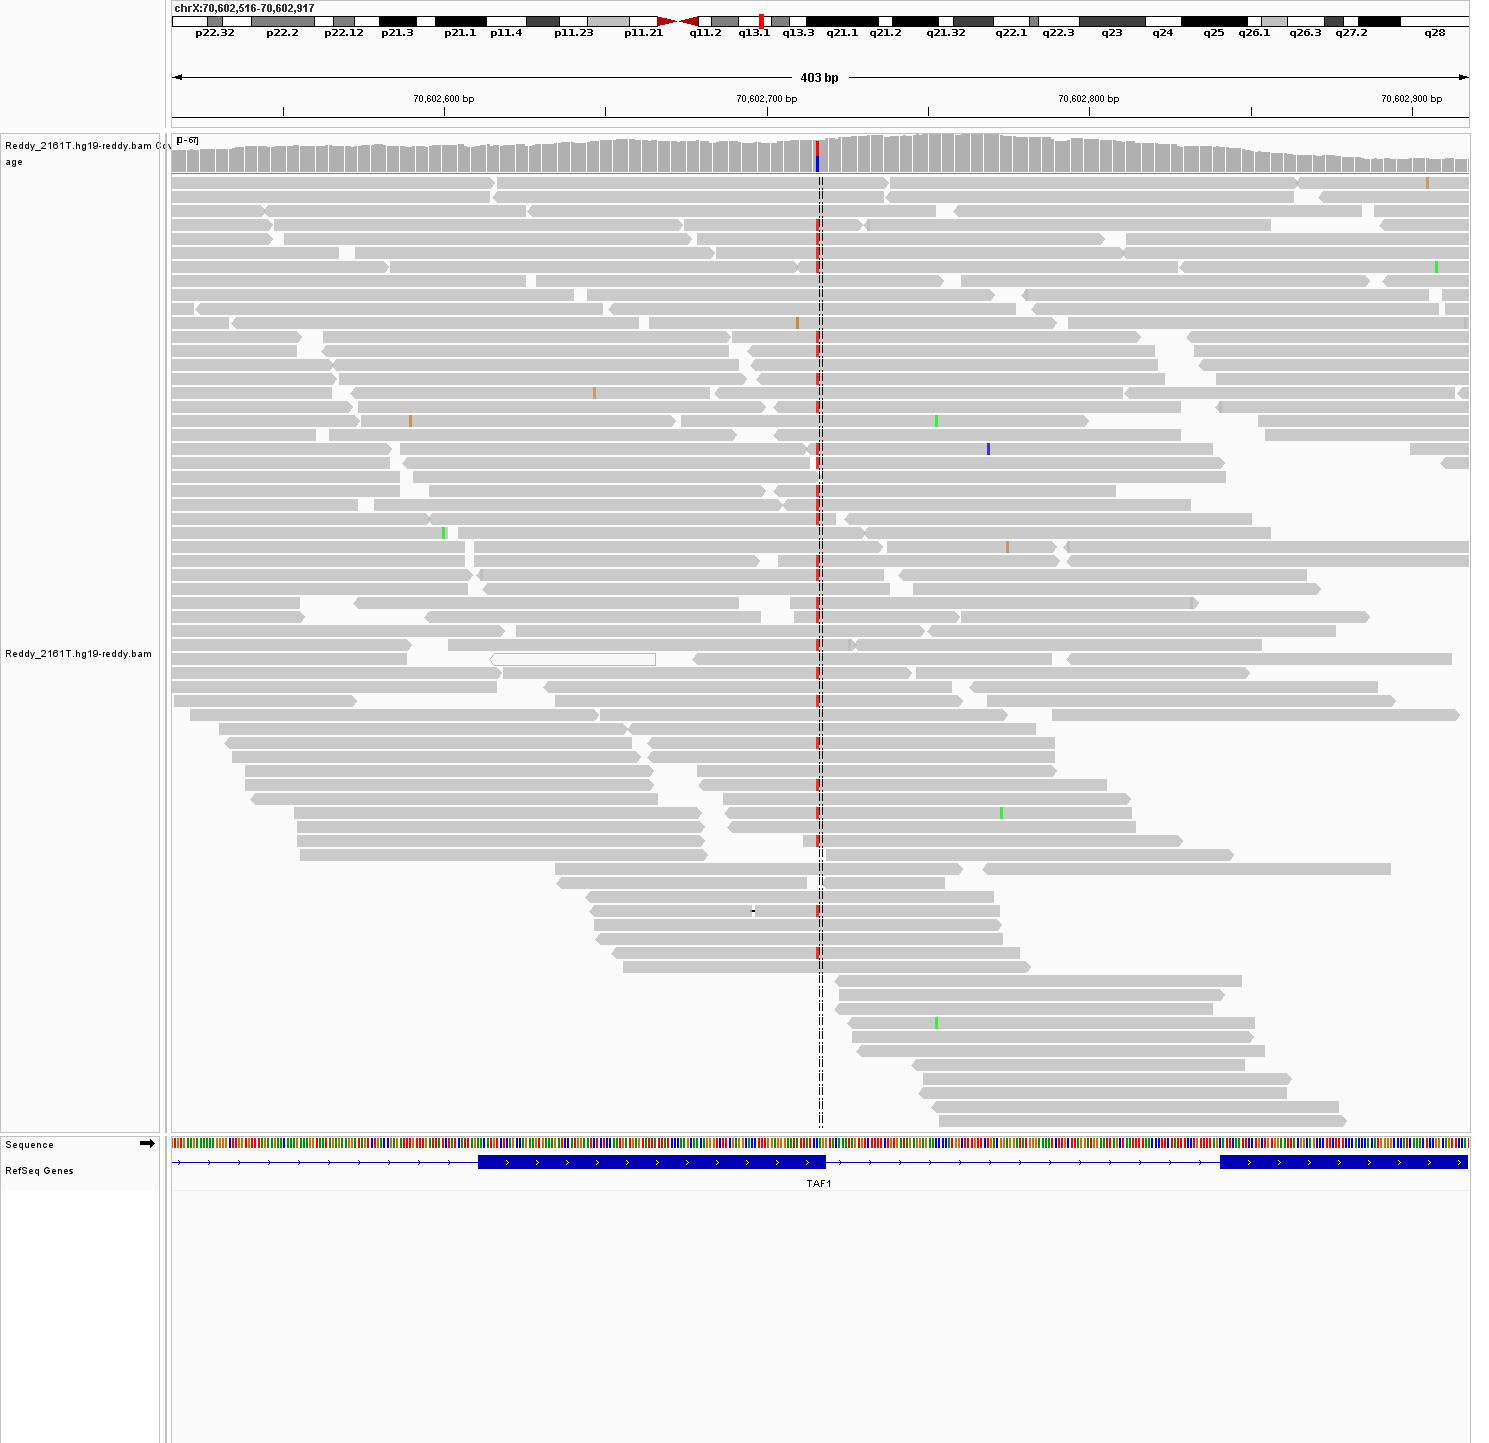 chrX:70,602,516-70,602,917
p22.32 p22.2 p22.12 p21.3 p21.1 p11.4 p11.23 p11.21 q11.2 q13.1 q13.3 q21.1 q21.2 q21.32 q22.1 q22.3 q23 q24 q25 q26.1 q26.3 q27.2 q28
403 bp
70,602,600 bp 70,602,700 bp 70,602,800 bp 70,602,900 bp
[0-67]
Reddy_2161T.hg19-reddy.bam Cov
age
Reddy_2161T.hg19-reddy.bam
Sequence
RefSeq Genes
TAF1